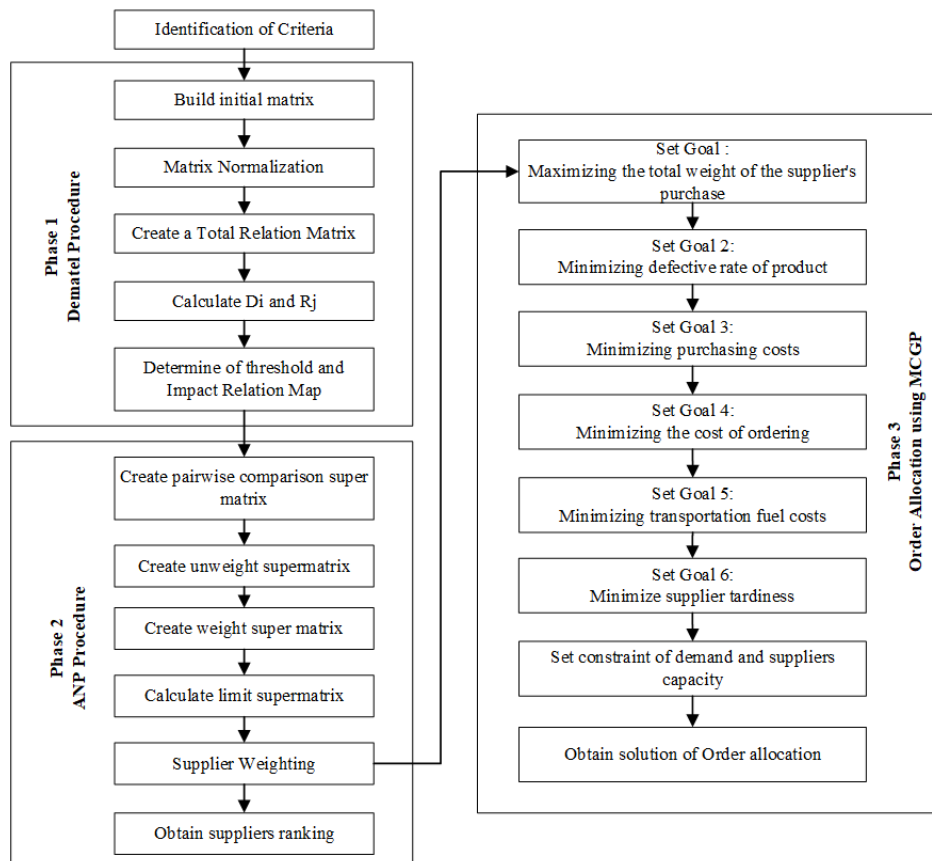 Identification of Criteria
Phase 1
Dematel Procedure
Build initial matrix
Matrix Normalization
Create a Total Relation Matrix
Calculate Di and Rj
Determine of threshold and
Impact Relation Map
Phase 2
ANP Procedure
Create pairwise comparison super
matrix
Create unweight supermatrix
Create weight super matrix
Calculate limit supermatrix
Supplier Weighting
Obtain suppliers ranking
Set Goal :
Maximizing the total weight of the supplier's
purchase
Set Goal 2:
Minimizing defective rate of product
Set Goal 3:
Minimizing purchasing costs
Set Goal 4:
Minimizing the cost of ordering
Set Goal 5:
Minimizing transportation fuel costs
Set Goal 6:
Minimize supplier tardiness
Set constraint of demand and suppliers
capacity
Obtain solution of Order allocation
Phase 3
Order Allocation using MCGP